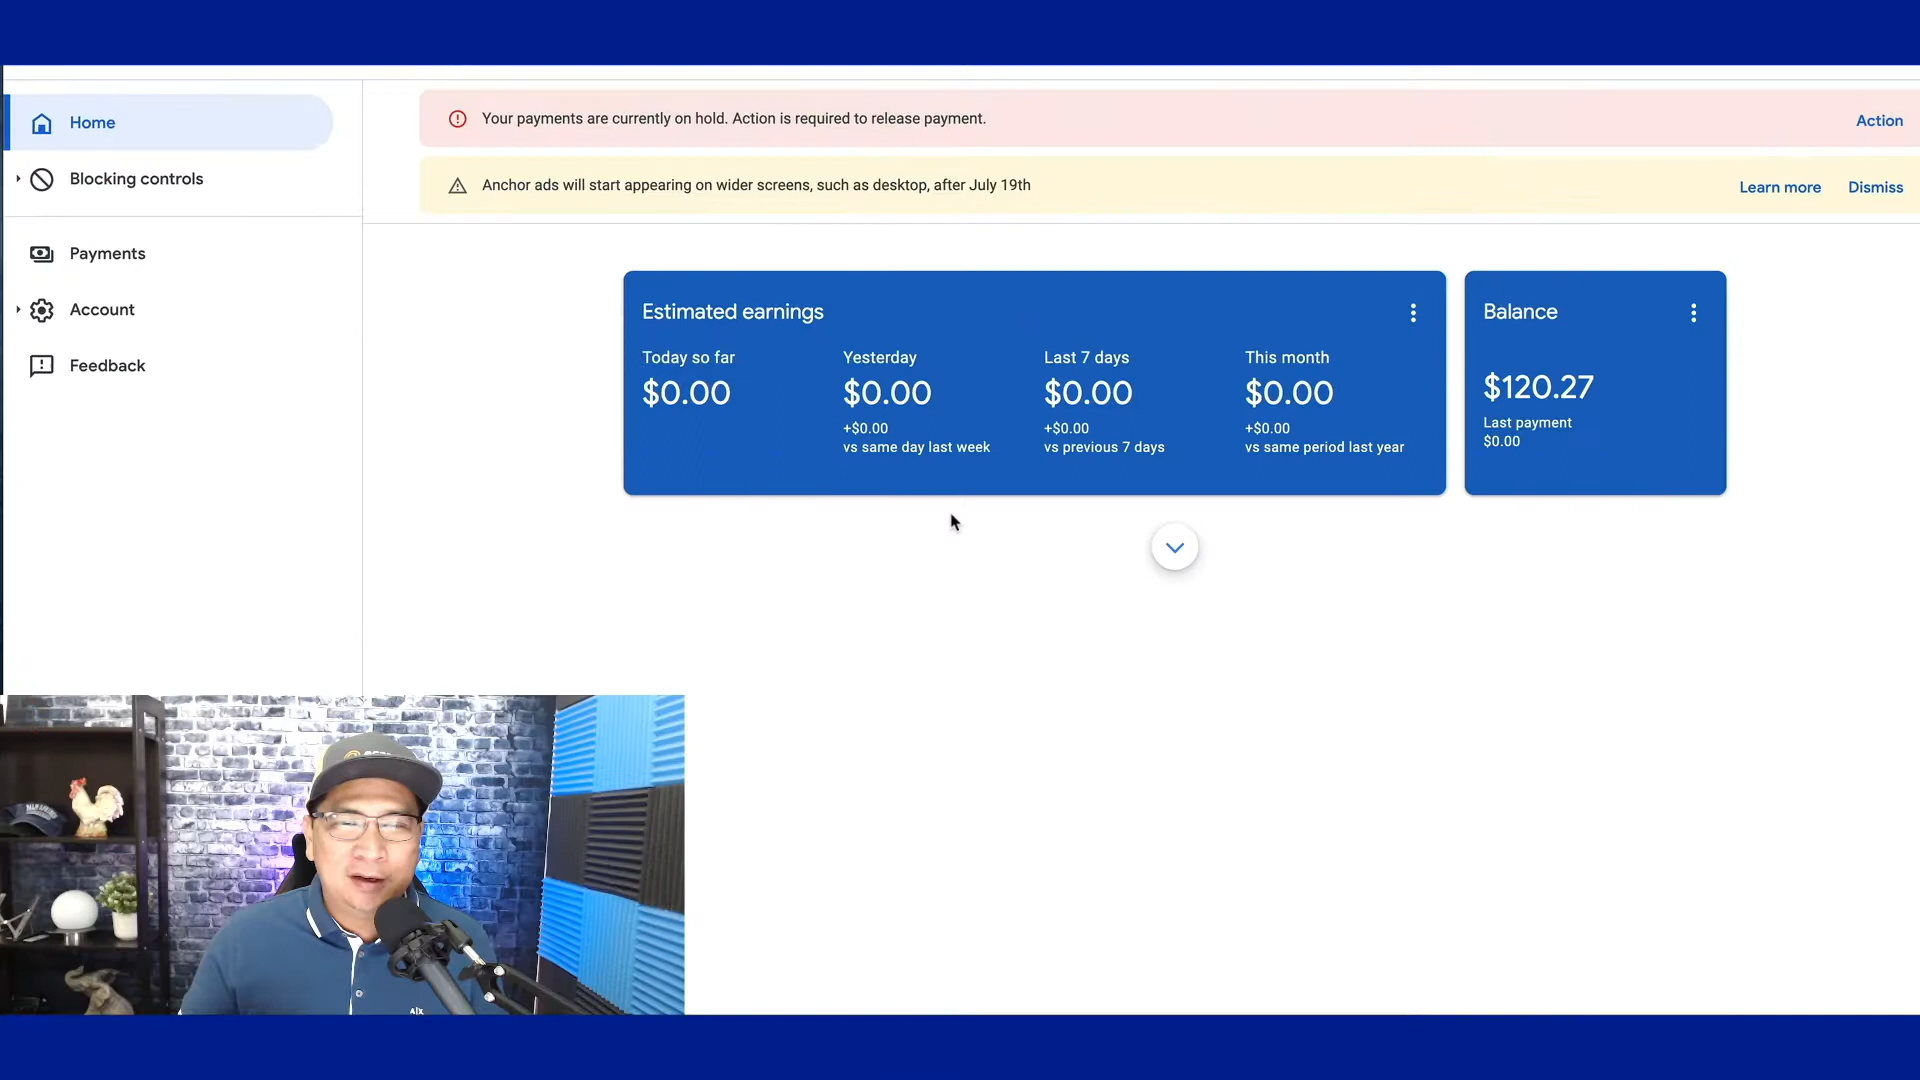 Home
Blocking controls
Payments
Account
Feedback
Your payments are currently on hold. Action is required to release payment.
Action
Anchor ads will start appearing on wider screens, such as desktop, after July 19th
Learn more
Dismiss
Estimated earnings
Today so far
$0.00
Yesterday
$0.00
+$0.00
vs same day last week
Last 7 days
$0.00
+$0.00
vs previous 7 days
This month
$0.00
+$0.00
vs same period last year
Balance
$120.27
Last payment
$0.00
A|X